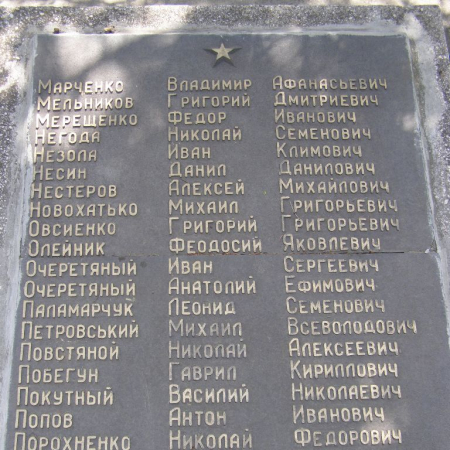 Марченко Владимир Афанасьевич
Мельников Григорий Дмитриевич
Мерещенко Федор Иванович
Негода Николай Семенович
Незола Иван Климович
Несин Данил Данилович
Нестеров Алексей Михайлович
Новохатько Михаил Григорьевич
Овсиенко Григорий Григорьевич
Олейник Феодосий Яковлевич
Очеретяный Иван Сергеевич
Очеретяный Анатолий Ефимович
Паламарчук Леонид Семенович
Петровський Михаил Всеволодович
Повстяной Николай Алексеевич
Побегун Гаврил Кириллович
Покутный Василий Николаевич
Попов Антон Иванович
Порохненко Николай Федорович